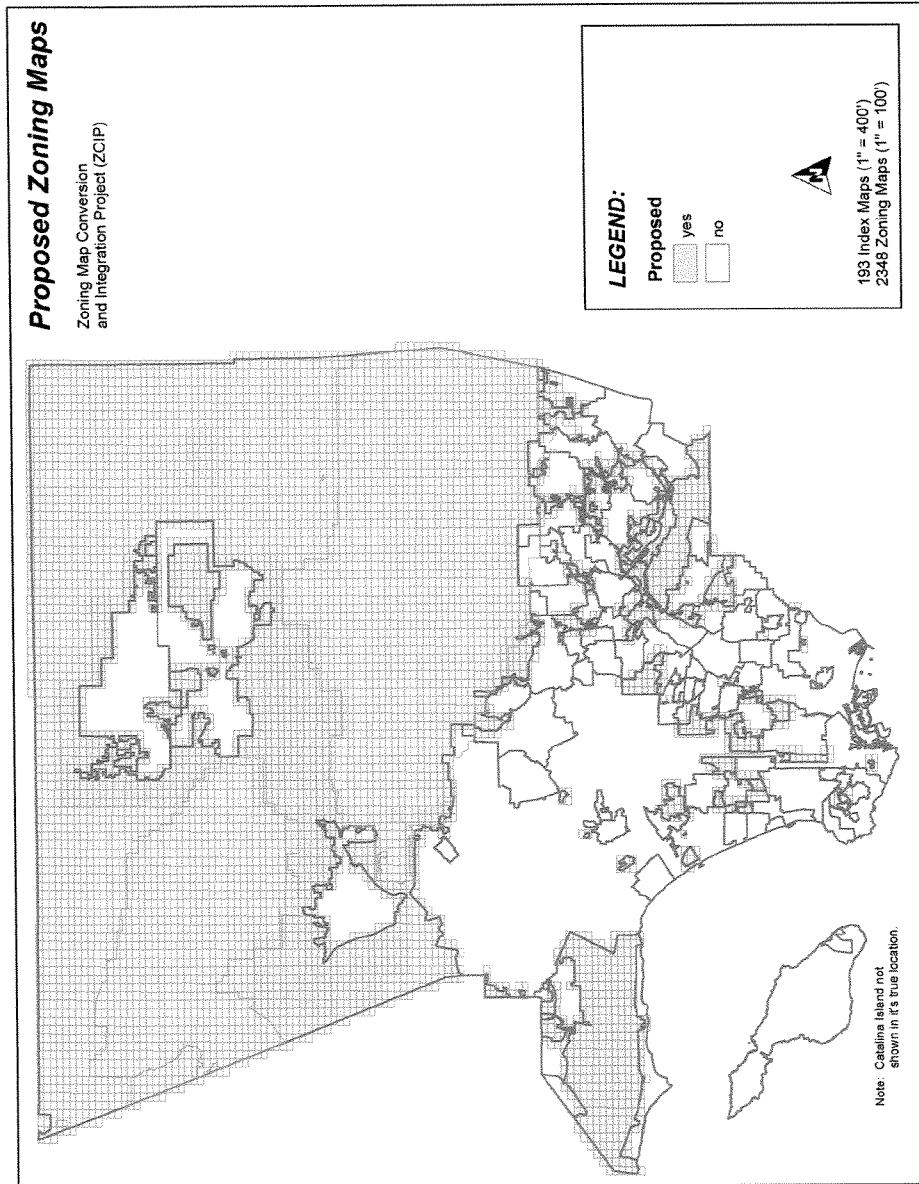 Proposed Zoning Maps
Zoning Map Conversion
and Integration Project (ZCIP)
LEGEND:
Proposed
yes
no
N
193 Index Maps (1" = 400')
2348 Zoning Maps (1" = 100')
Note: Catalina Island not
shown in it's true location.